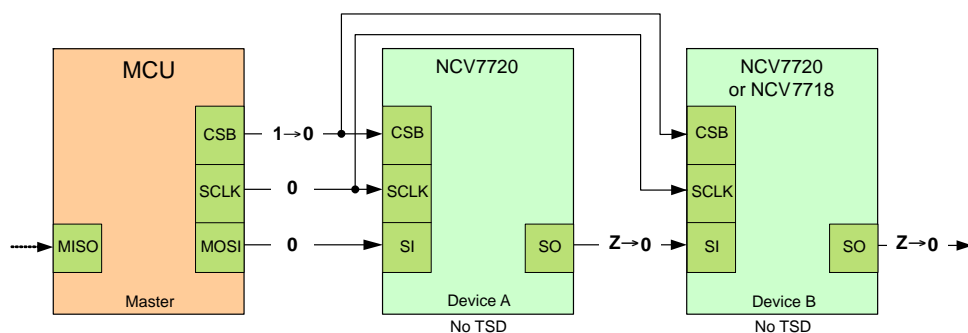 MCU
CSB
SCLK
MISO
MOSI
Master
1→0
0
0
NCV7720
CSB
SCLK
SI
SO
Device A
No TSD
Z→0
NCV7720
or NCV7718
CSB
SCLK
SI
SO
Device B
No TSD
Z→0